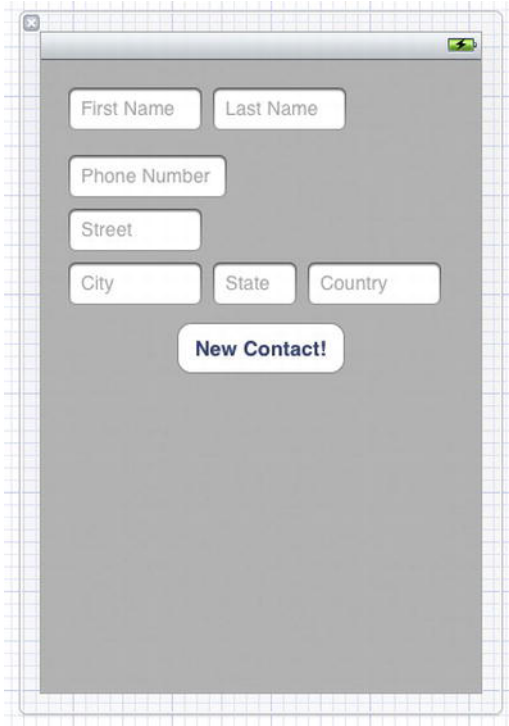 First Name Last Name
Phone Number
Street
City State Country
New Contact!